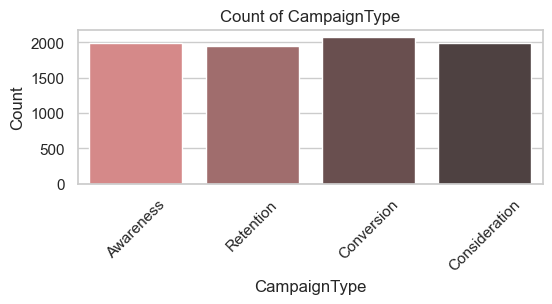 Count of CampaignType
Count
2000
1500
1000
500
0
Awareness
Retention
Conversion
Consideration
CampaignType